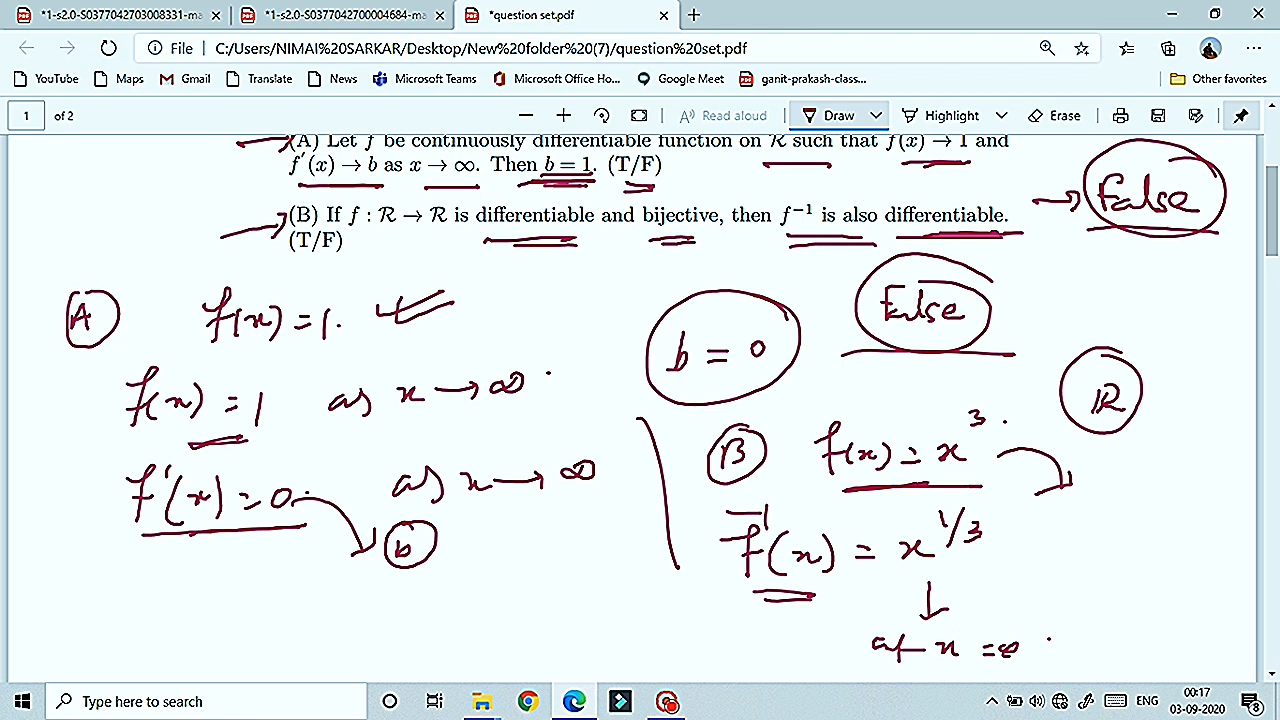 *1-s2.0-S0377042703008331-ma
*1-s2.0-S0377042700004684-ma
*question set.pdf
File C:/Users/NIMAI%20SARKAR/Desktop/New%20folder%20(7)/question%20set.pdf
YouTube Maps Gmail Translate News Microsoft Teams Microsoft Office Ho... Google Meet ganit-prakash-class... Other favorites
1 of 2 Read aloud Draw Highlight Erase
(A) Let f be continuously differentiable function on R such that f(x) → 1 and
f′(x) → b as x → ∞. Then b = 1. (T/F)
False
(B) If f : R → R is differentiable and bijective, then f⁻¹ is also differentiable.
(T/F)
A f(x) = 1.
False
b = 0
f(x) = 1 as x → ∞
R
B f(x) = x³.
f′(x) = 0 as x → ∞
b
f⁻¹(x) = x^1/3
at x =
Type here to search
ENG
00:17
03-09-2020
8